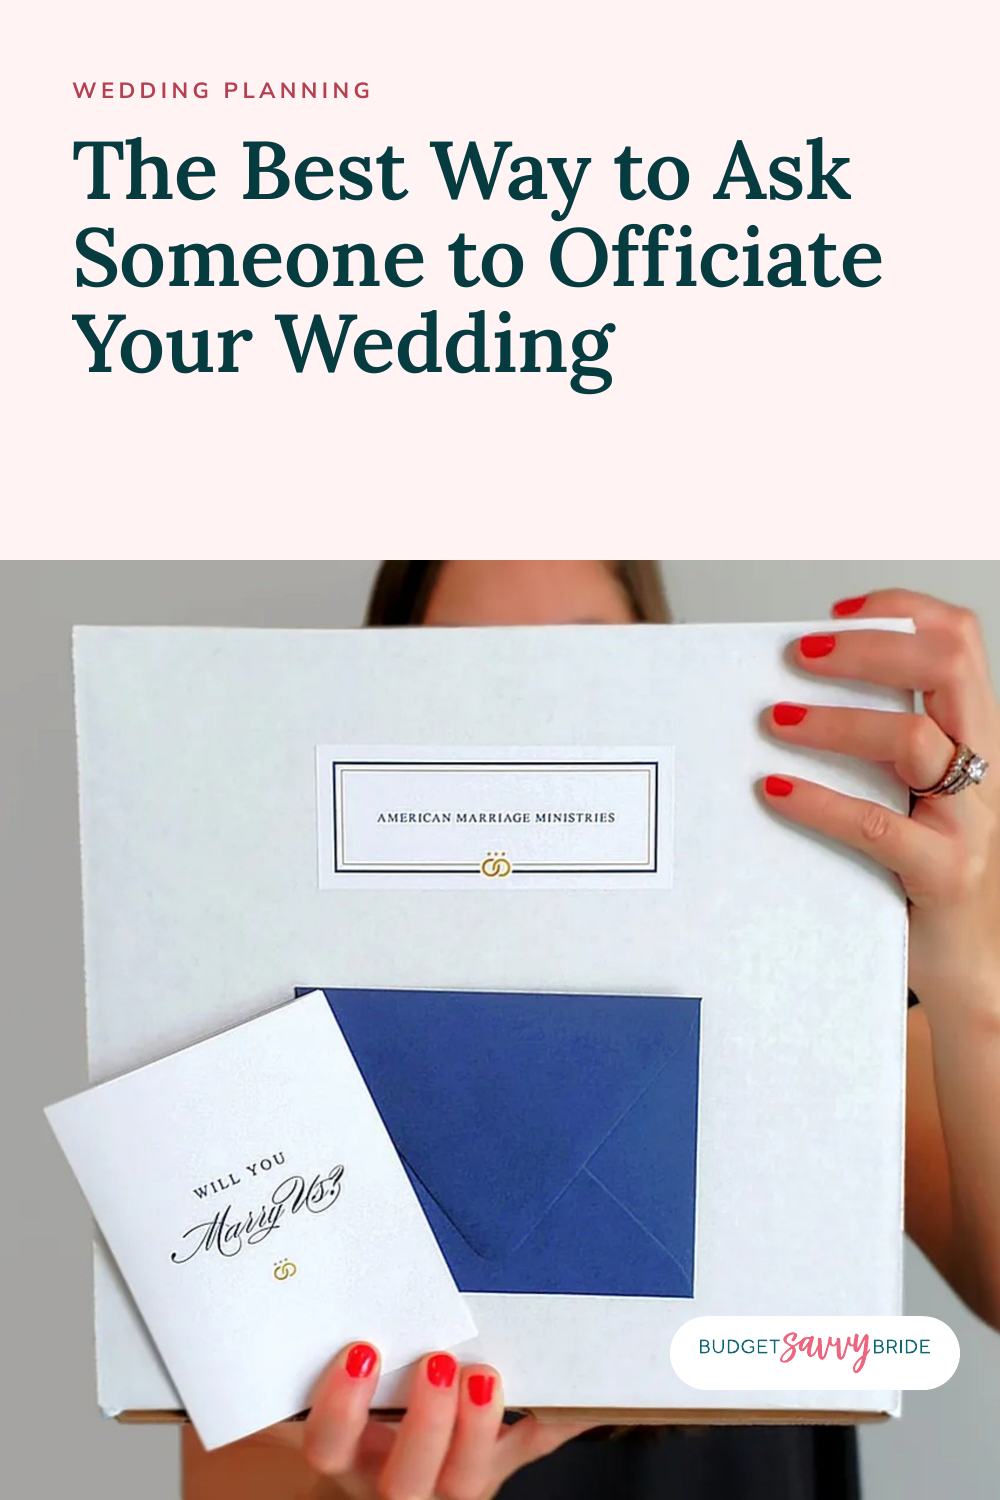 WEDDING PLANNING
The Best Way to Ask
Someone to Officiate
Your Wedding
AMERICAN MARRIAGE MINISTRIES
WILL YOU
Marry Us?
BUDGET savvy BRIDE